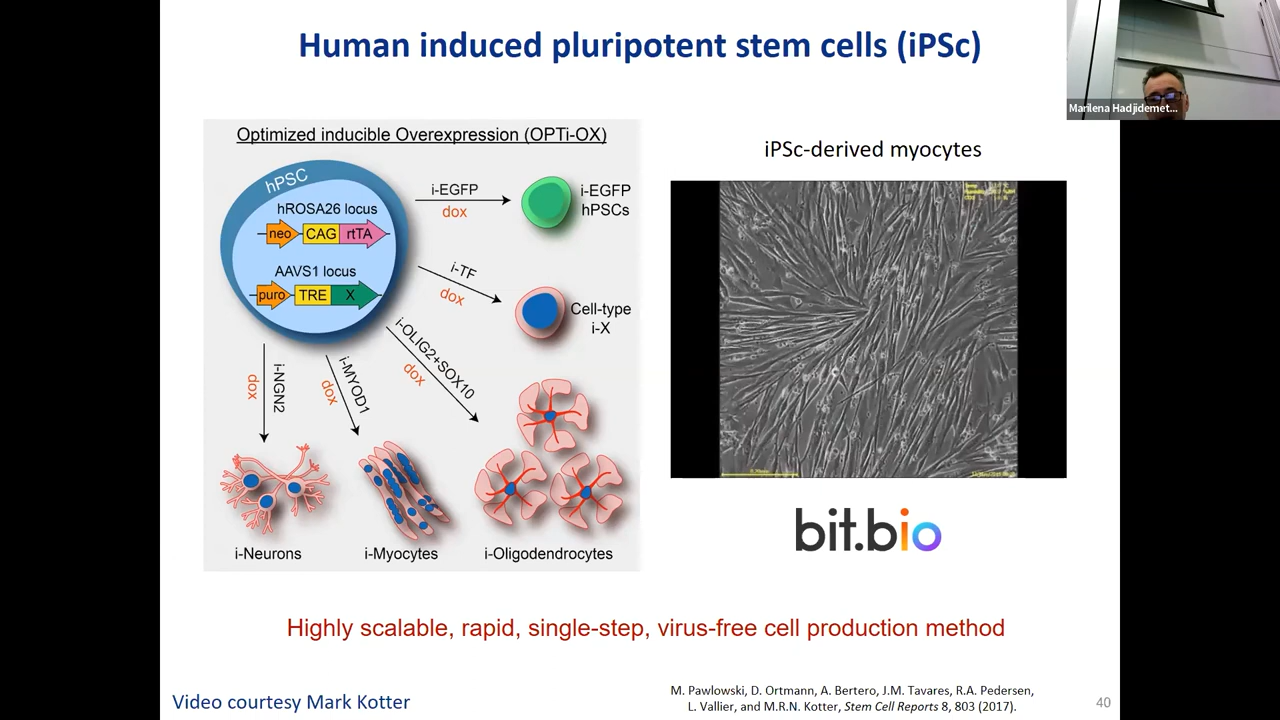 Human induced pluripotent stem cells (iPSc)
Marilena Hadjidemet...
Optimized inducible Overexpression (OPTi-OX)
hPSC
hROSA26 locus
neo CAG rtTA
AAVS1 locus
puro TRE X
i-EGFP
dox
i-EGFP
hPSCs
i-TF
dox
Cell-type
i-X
i-OLIG2+SOX10
dox
i-MYOD1
dox
i-NGN2
dox
i-Neurons
i-Myocytes
i-Oligodendrocytes
iPSc-derived myocytes
bit.bio
Highly scalable, rapid, single-step, virus-free cell production method
Video courtesy Mark Kotter
M. Pawlowski, D. Ortmann, A. Bertero, J.M. Tavares, R.A. Pedersen,
L. Vallier, and M.R.N. Kotter, Stem Cell Reports 8, 803 (2017).
40